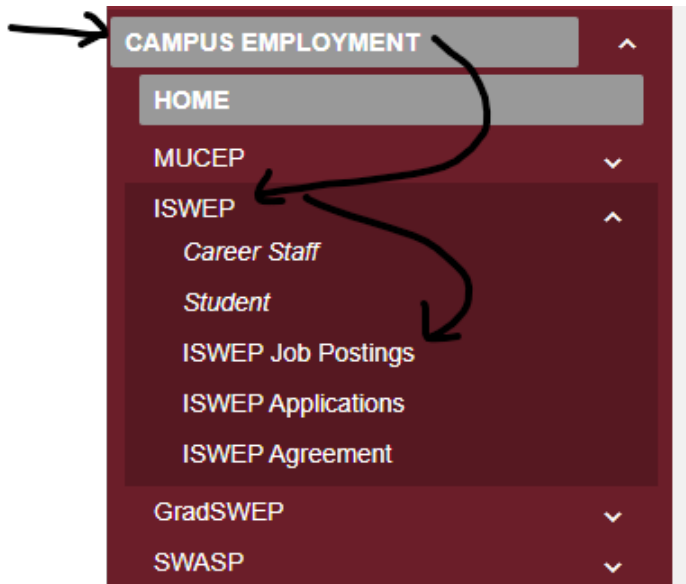 CAMPUS EMPLOYMENT
HOME
MUCEP
ISWEP
Career Staff
Student
ISWEP Job Postings
ISWEP Applications
ISWEP Agreement
GradSWEP
SWASP